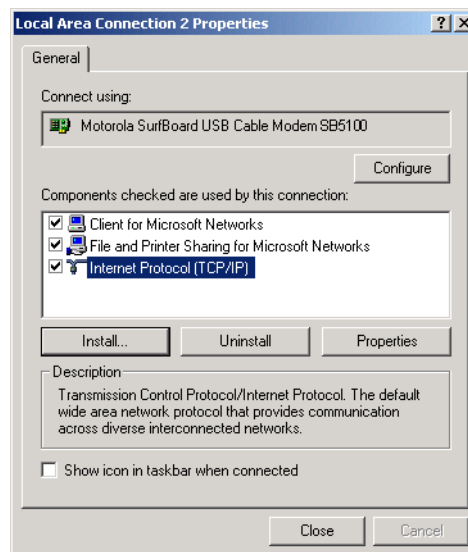 Local Area Connection 2 Properties
General
Connect using:
Motorola SurfBoard USB Cable Modem SB5100
Configure
Components checked are used by this connection:
Client for Microsoft Networks
File and Printer Sharing for Microsoft Networks
Internet Protocol (TCP/IP)
Install... Uninstall Properties
Description
Transmission Control Protocol/Internet Protocol. The default
wide area network protocol that provides communication
across diverse interconnected networks.
Show icon in taskbar when connected
Close Cancel